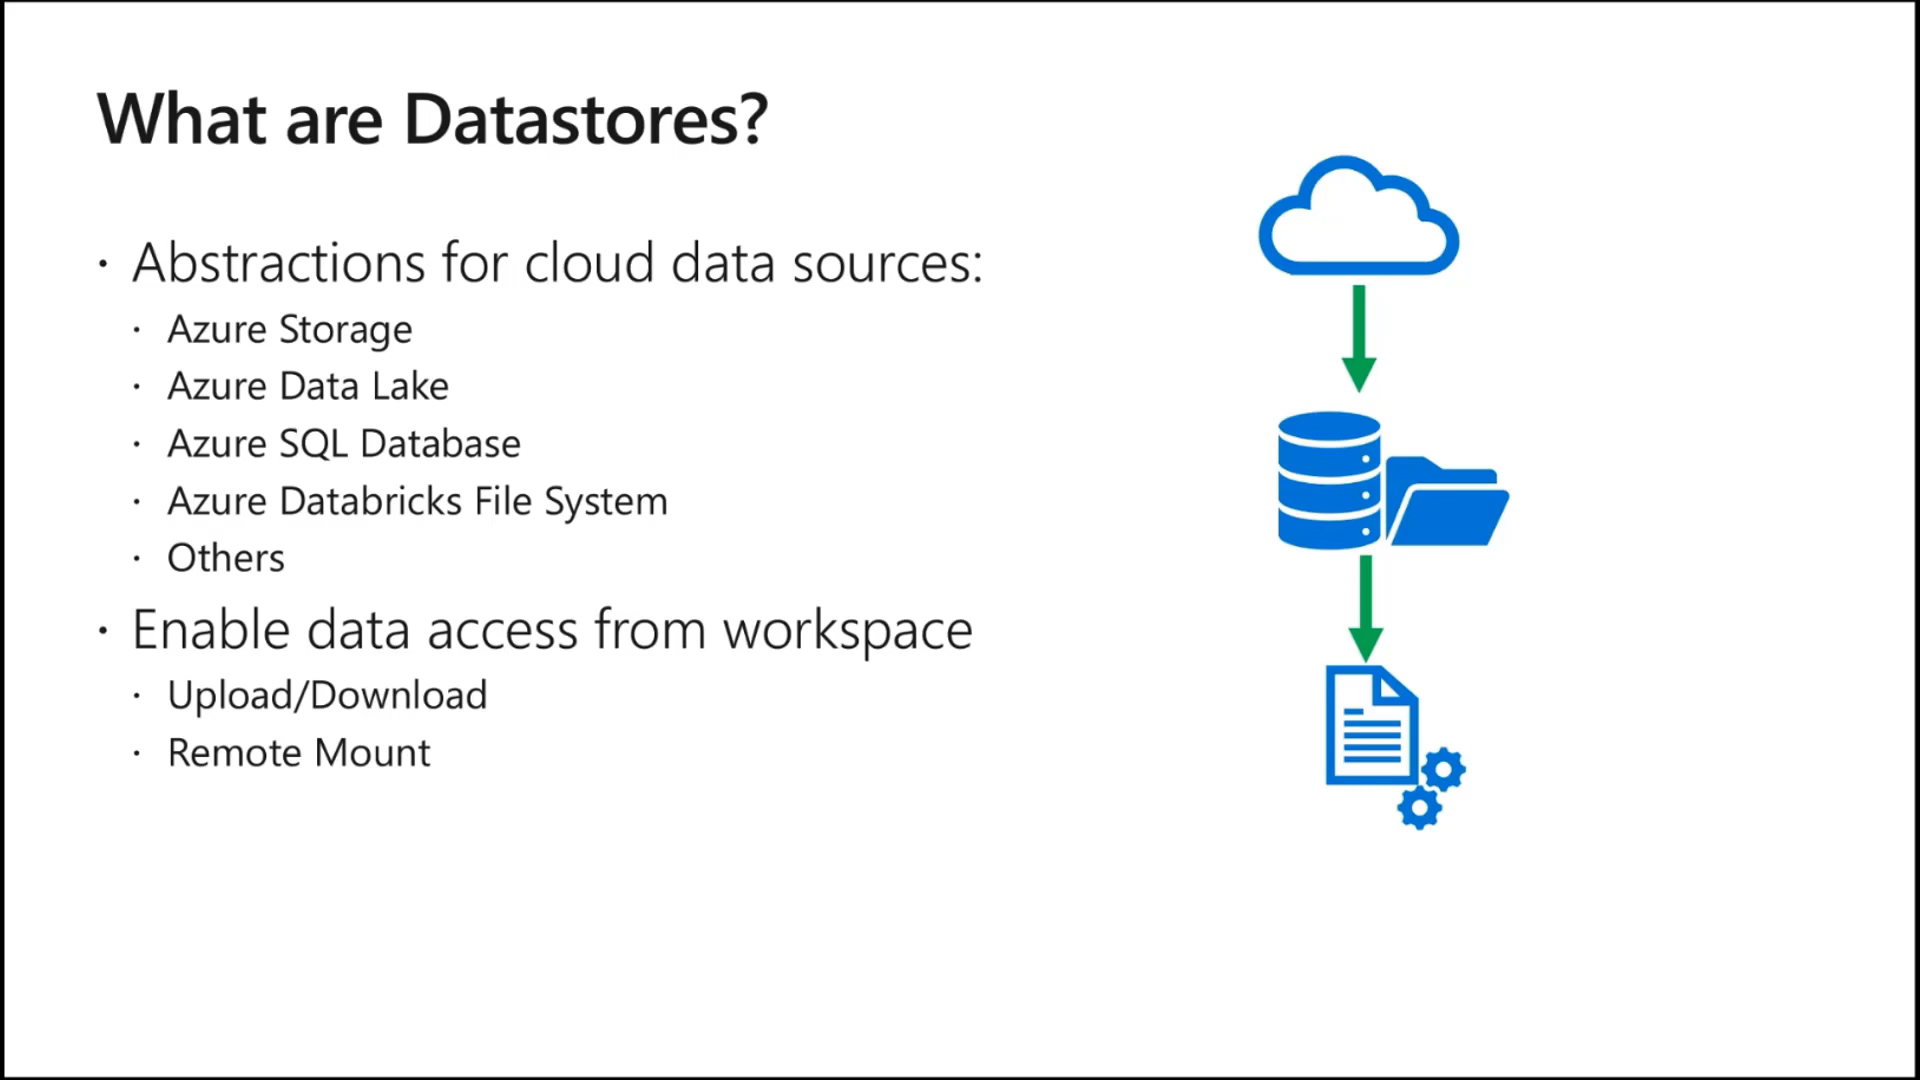 What are Datastores?
· Abstractions for cloud data sources:
· Azure Storage
· Azure Data Lake
· Azure SQL Database
· Azure Databricks File System
· Others
· Enable data access from workspace
· Upload/Download
· Remote Mount